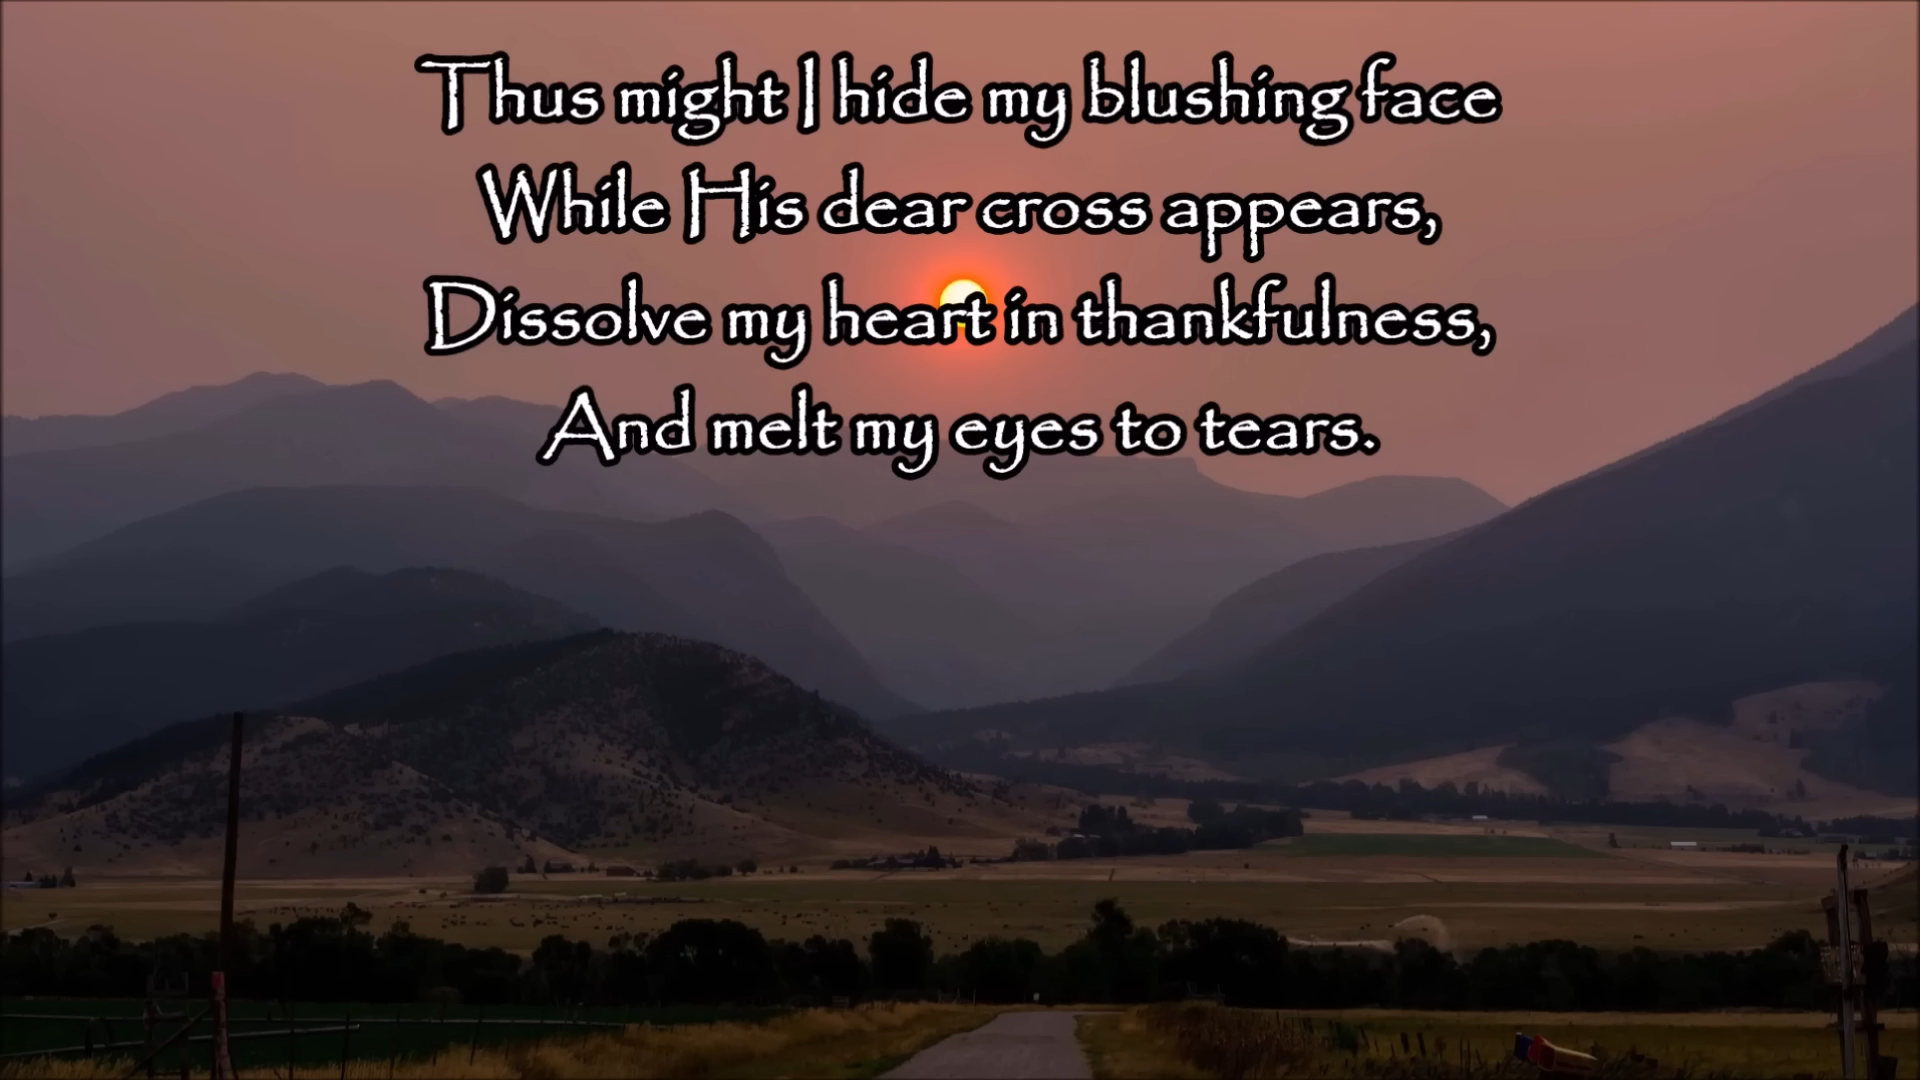 Thus might I hide my blushing face
While His dear cross appears,
Dissolve my heart in thankfulness,
And melt my eyes to tears.